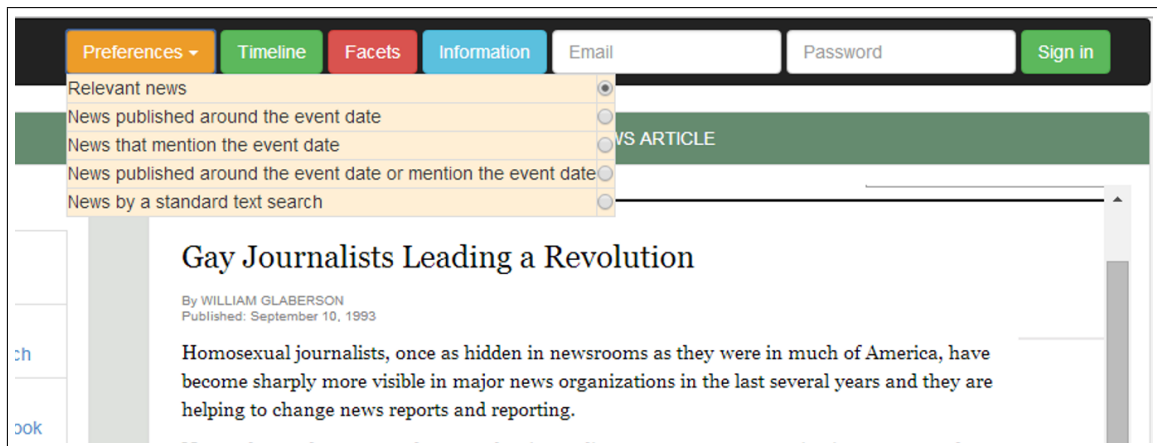 Preferences Timeline Facets Information Email Password Sign in
Relevant news
News published around the event date
News that mention the event date
News published around the event date or mention the event date
News by a standard text search
WS ARTICLE
Gay Journalists Leading a Revolution
By WILLIAM GLABERSON
Published: September 10, 1993
Homosexual journalists, once as hidden in newsrooms as they were in much of America, have
become sharply more visible in major news organizations in the last several years and they are
helping to change news reports and reporting.
ch
ook